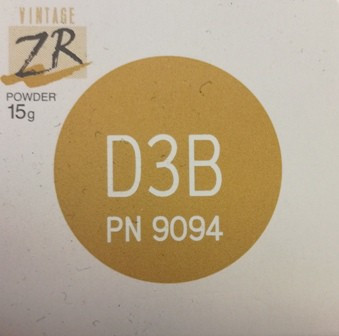 VINTAGE
ZR
POWDER
15g
D3B
PN 9094